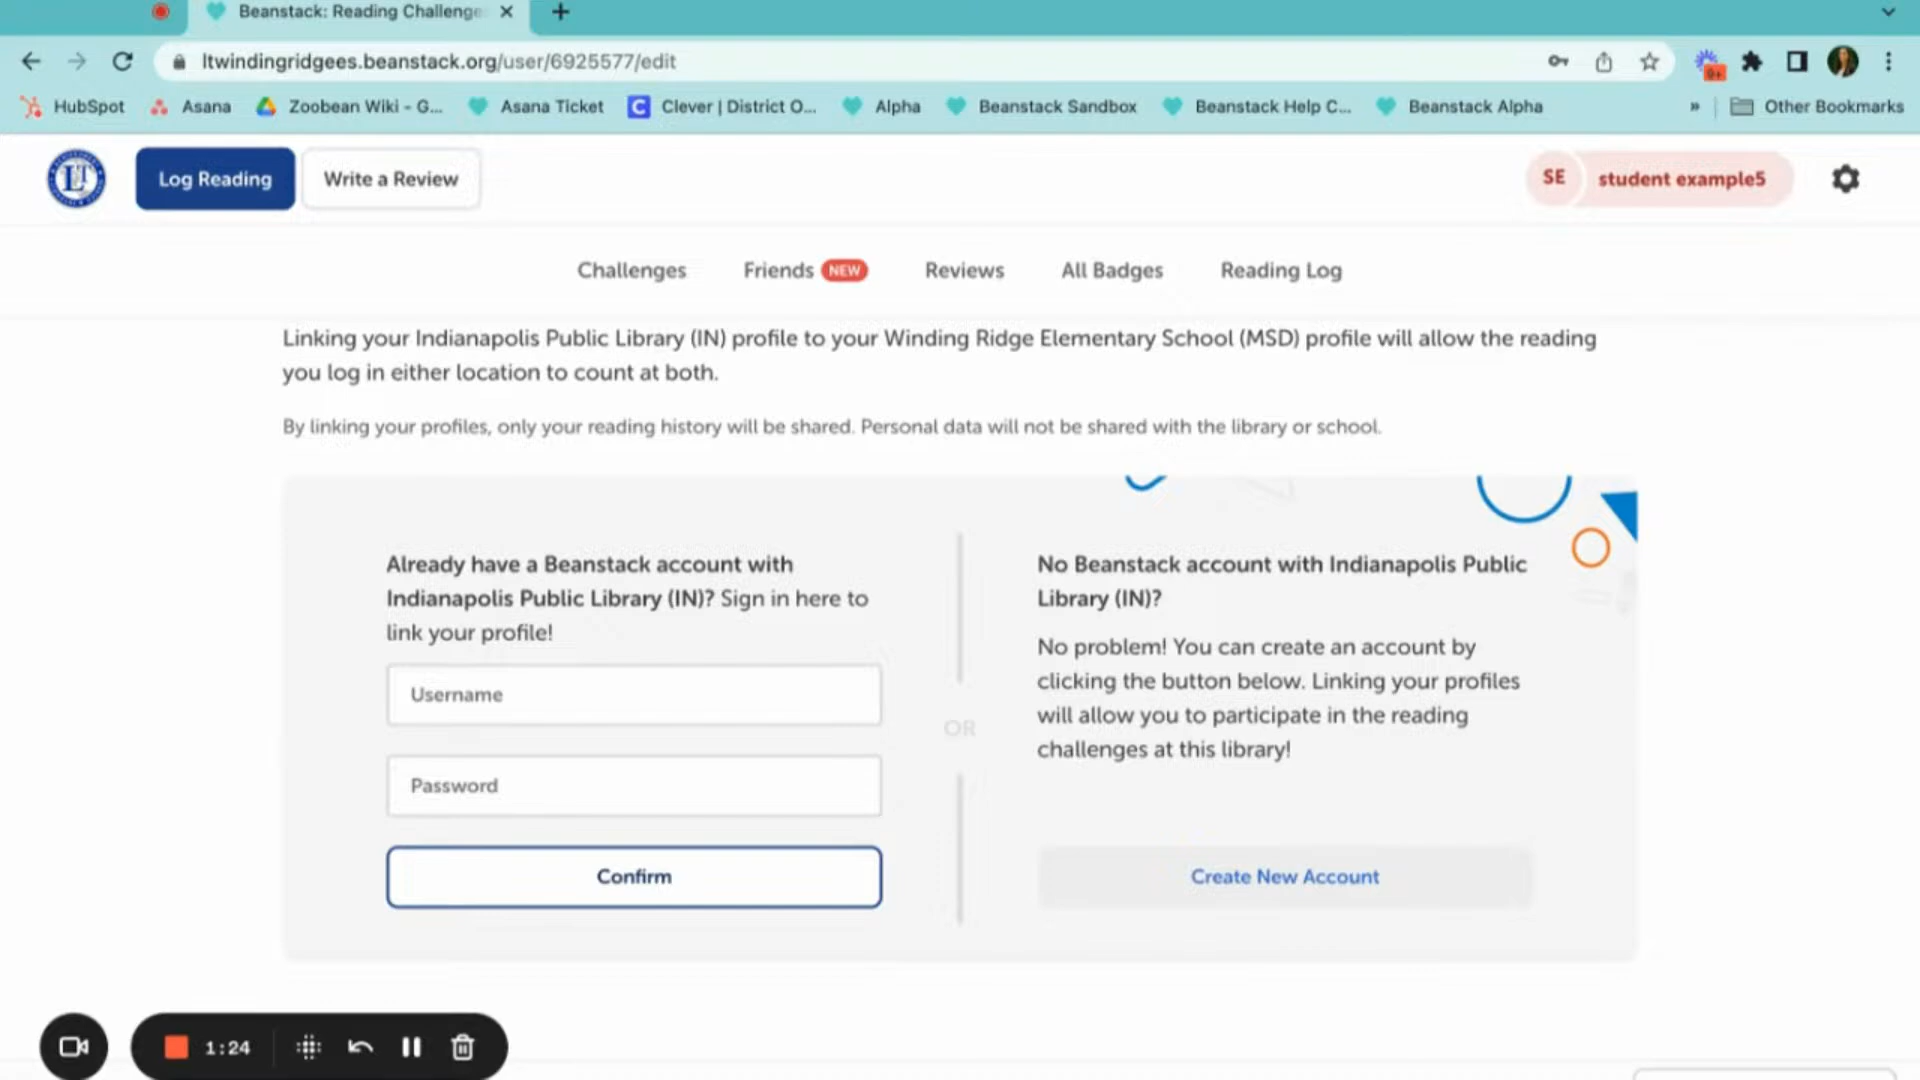 Beanstack: Reading Challenge
ltwindingridgees.beanstack.org/user/6925577/edit
9+
HubSpot
Asana
Zoobean Wiki - G...
Asana Ticket
C
Clever | District O...
Alpha
Beanstack Sandbox
Beanstack Help C...
Beanstack Alpha
»
Other Bookmarks
LT
Log Reading
Write a Review
SE
student example5
Challenges
Friends NEW
Reviews
All Badges
Reading Log
Linking your Indianapolis Public Library (IN) profile to your Winding Ridge Elementary School (MSD) profile will allow the reading
you log in either location to count at both.
By linking your profiles, only your reading history will be shared. Personal data will not be shared with the library or school.
Already have a Beanstack account with
Indianapolis Public Library (IN)? Sign in here to
link your profile!
Username
Password
Confirm
OR
No Beanstack account with Indianapolis Public
Library (IN)?
No problem! You can create an account by
clicking the button below. Linking your profiles
will allow you to participate in the reading
challenges at this library!
Create New Account
1:24